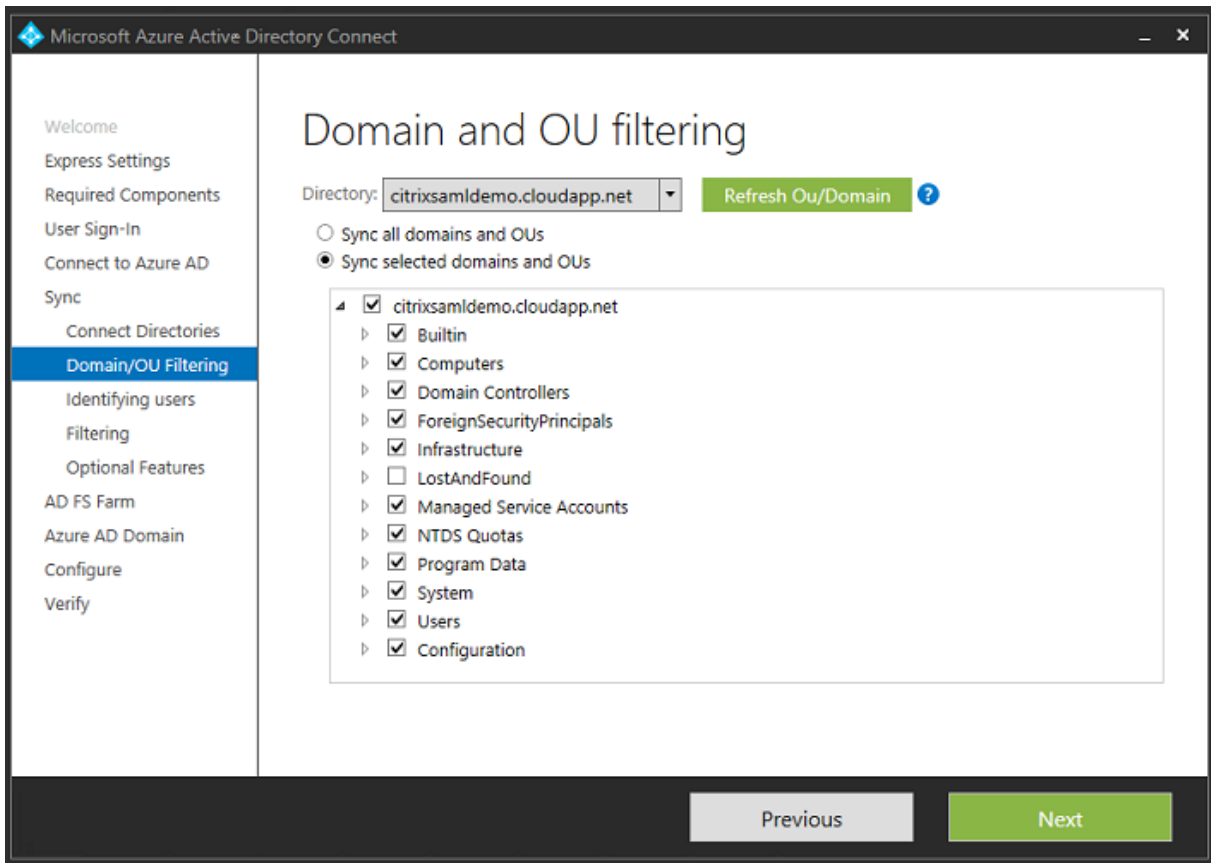 Microsoft Azure Active Directory Connect
Welcome
Express Settings
Required Components
User Sign-In
Connect to Azure AD
Sync
Connect Directories
Domain/OU Filtering
Identifying users
Filtering
Optional Features
AD FS Farm
Azure AD Domain
Configure
Verify
Domain and OU filtering
Directory: citrixsamldemo.cloudapp.net Refresh Ou/Domain ?
Sync all domains and OUs
Sync selected domains and OUs
citrixsamldemo.cloudapp.net
Builtin
Computers
Domain Controllers
ForeignSecurityPrincipals
Infrastructure
LostAndFound
Managed Service Accounts
NTDS Quotas
Program Data
System
Users
Configuration
Previous Next